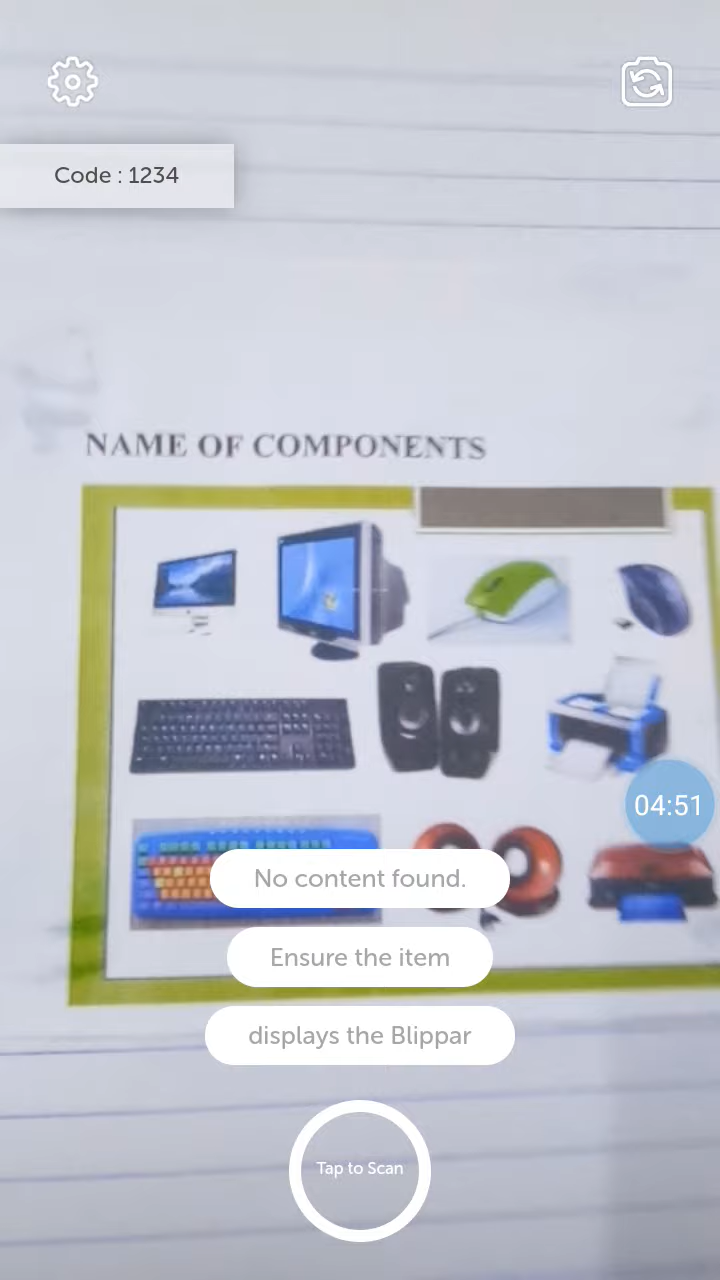 Code : 1234
NAME OF COMPONENTS
04:51
No content found.
Ensure the item
displays the Blippar
Tap to Scan